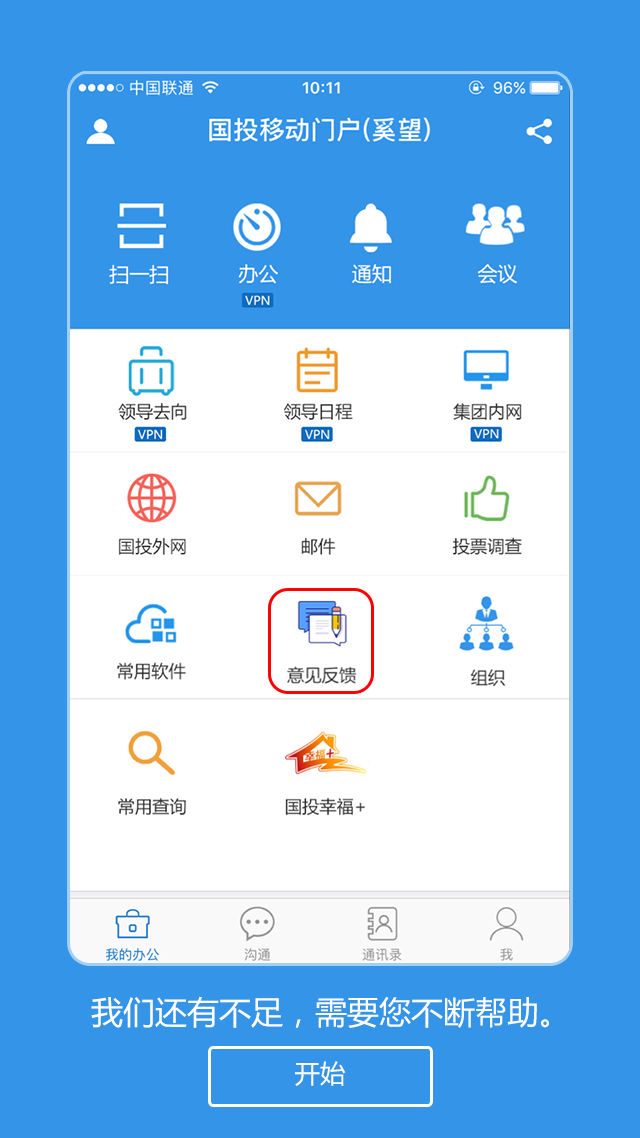 中国联通 10:11 96%
国投移动门户(奚望)
扫一扫 办公 通知 会议
VPN
领导去向 领导日程 集团内网
VPN VPN VPN
国投外网 邮件 投票调查
常用软件 意见反馈 组织
幸福+
常用查询 国投幸福+
我的办公 沟通 通讯录 我
我们还有不足，需要您不断帮助。
开始